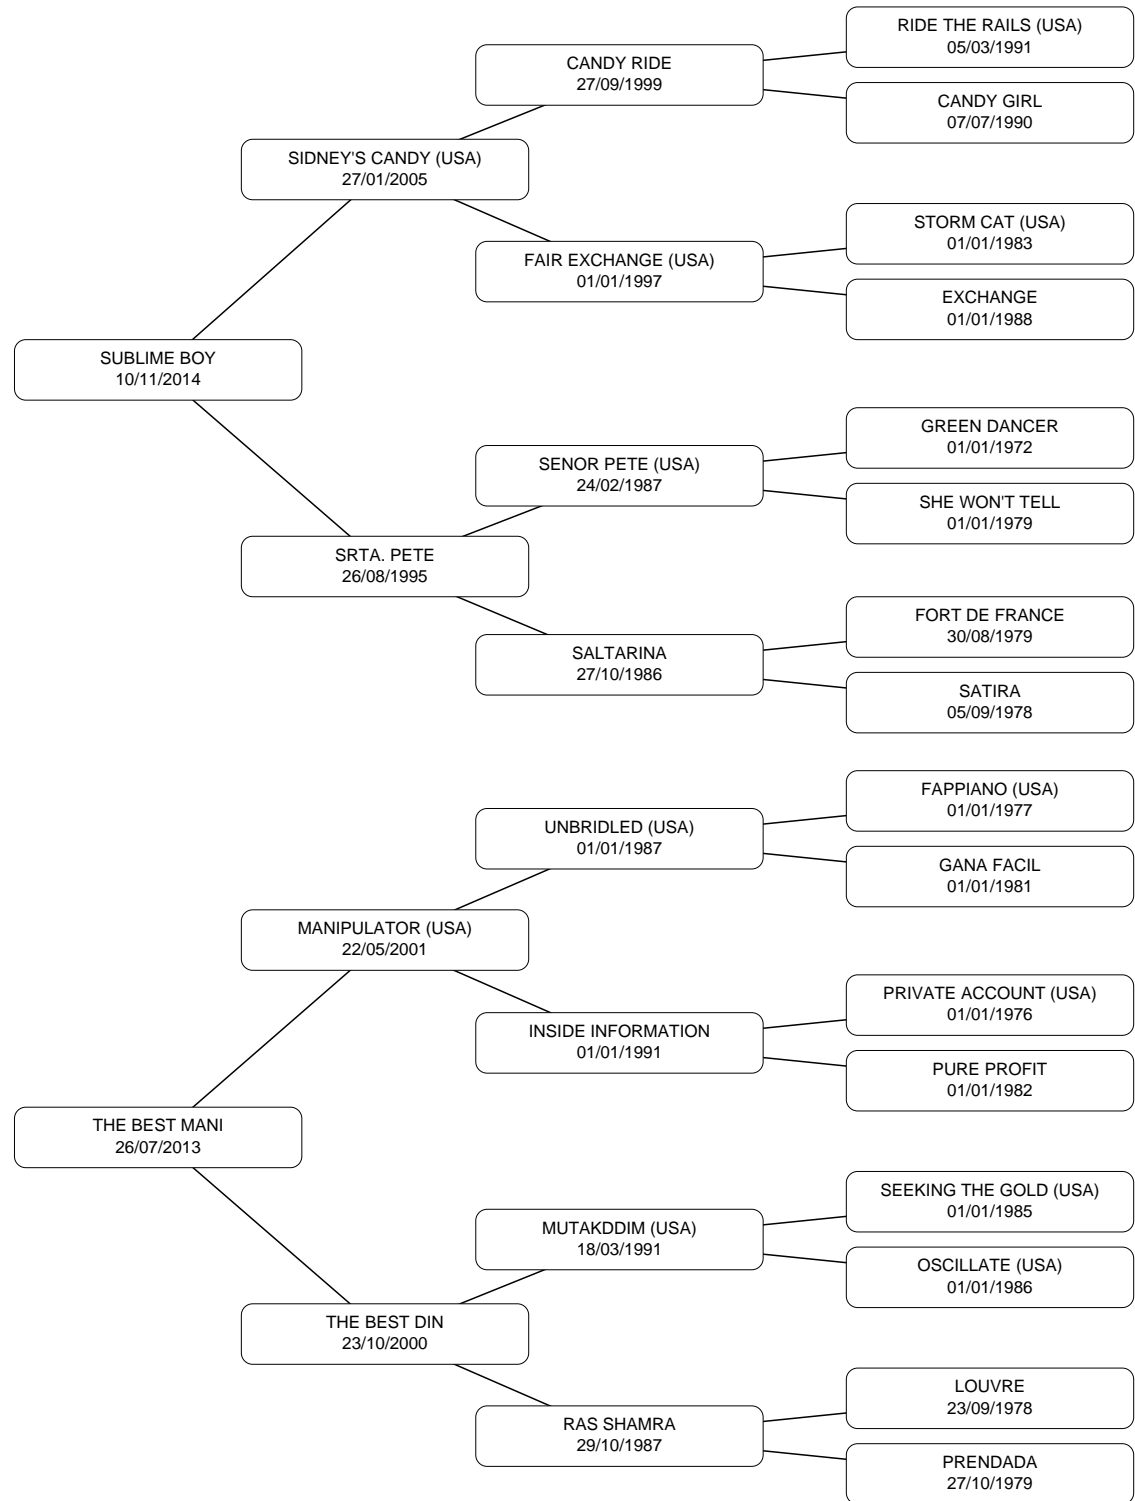 RIDE THE RAILS (USA)
05/03/1991
CANDY RIDE
27/09/1999
CANDY GIRL
07/07/1990
SIDNEY'S CANDY (USA)
27/01/2005
STORM CAT (USA)
01/01/1983
FAIR EXCHANGE (USA)
01/01/1997
EXCHANGE
01/01/1988
SUBLIME BOY
10/11/2014
GREEN DANCER
01/01/1972
SENOR PETE (USA)
24/02/1987
SHE WON'T TELL
01/01/1979
SRTA. PETE
26/08/1995
FORT DE FRANCE
30/08/1979
SALTARINA
27/10/1986
SATIRA
05/09/1978
FAPPIANO (USA)
01/01/1977
UNBRIDLED (USA)
01/01/1987
GANA FACIL
01/01/1981
MANIPULATOR (USA)
22/05/2001
PRIVATE ACCOUNT (USA)
01/01/1976
INSIDE INFORMATION
01/01/1991
PURE PROFIT
01/01/1982
THE BEST MANI
26/07/2013
SEEKING THE GOLD (USA)
01/01/1985
MUTAKDDIM (USA)
18/03/1991
OSCILLATE (USA)
01/01/1986
THE BEST DIN
23/10/2000
LOUVRE
23/09/1978
RAS SHAMRA
29/10/1987
PRENDADA
27/10/1979